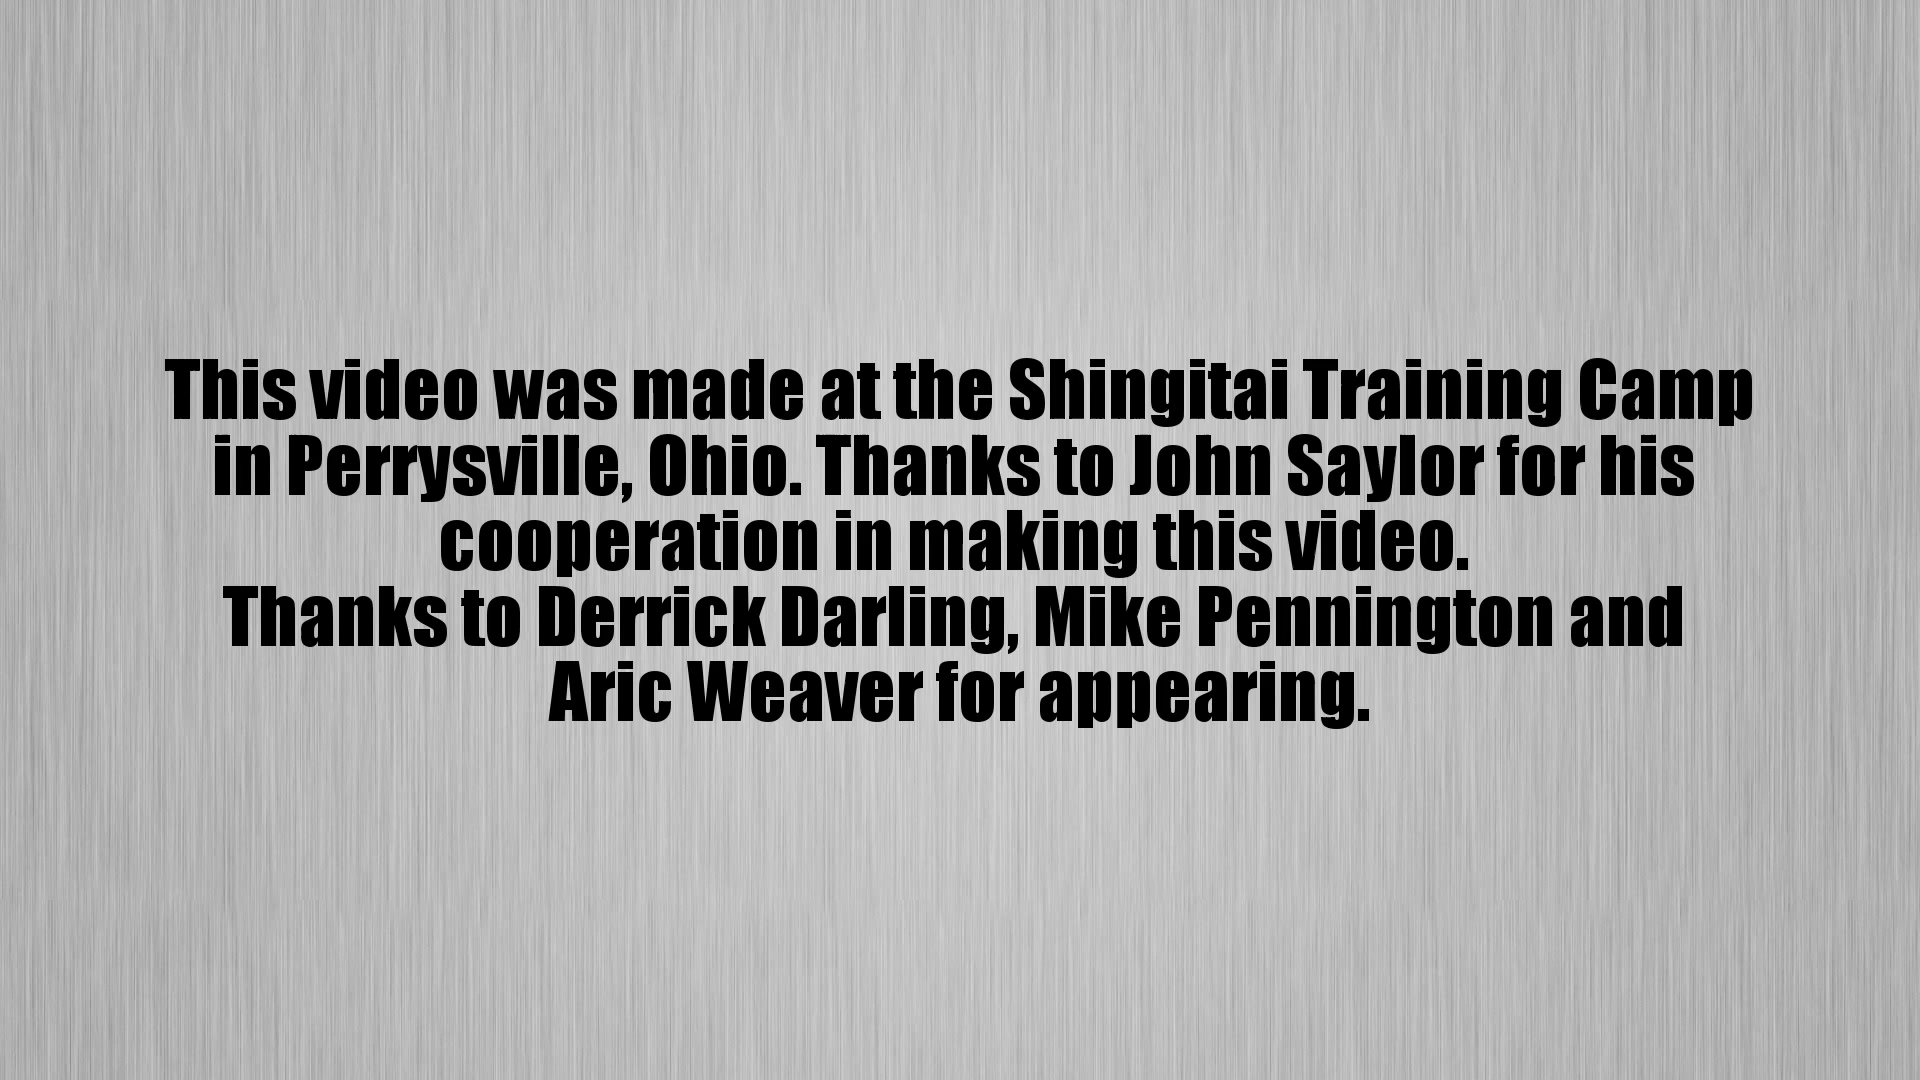 This video was made at the Shingitai Training Camp
in Perrysville, Ohio. Thanks to John Saylor for his
cooperation in making this video.
Thanks to Derrick Darling, Mike Pennington and
Aric Weaver for appearing.